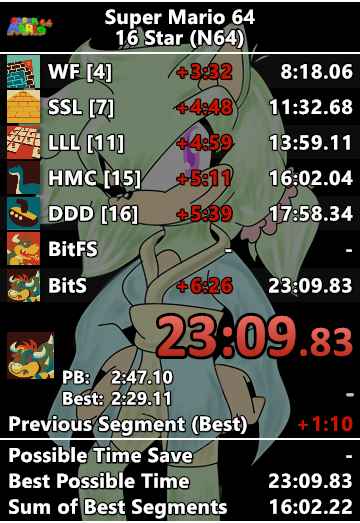 SUPER MARIO 64
Super Mario 64
16 Star (N64)
WF [4] +3:32 8:18.06
SSL [7] +4:48 11:32.68
LLL [11] +4:59 13:59.11
HMC [15] +5:11 16:02.04
DDD [16] +5:39 17:58.34
BitFS - -
BitS +6:26 23:09.83
23:09.83
PB: 2:47.10
Best: 2:29.11 -
Previous Segment (Best) +1:10
Possible Time Save -
Best Possible Time 23:09.83
Sum of Best Segments 16:02.22